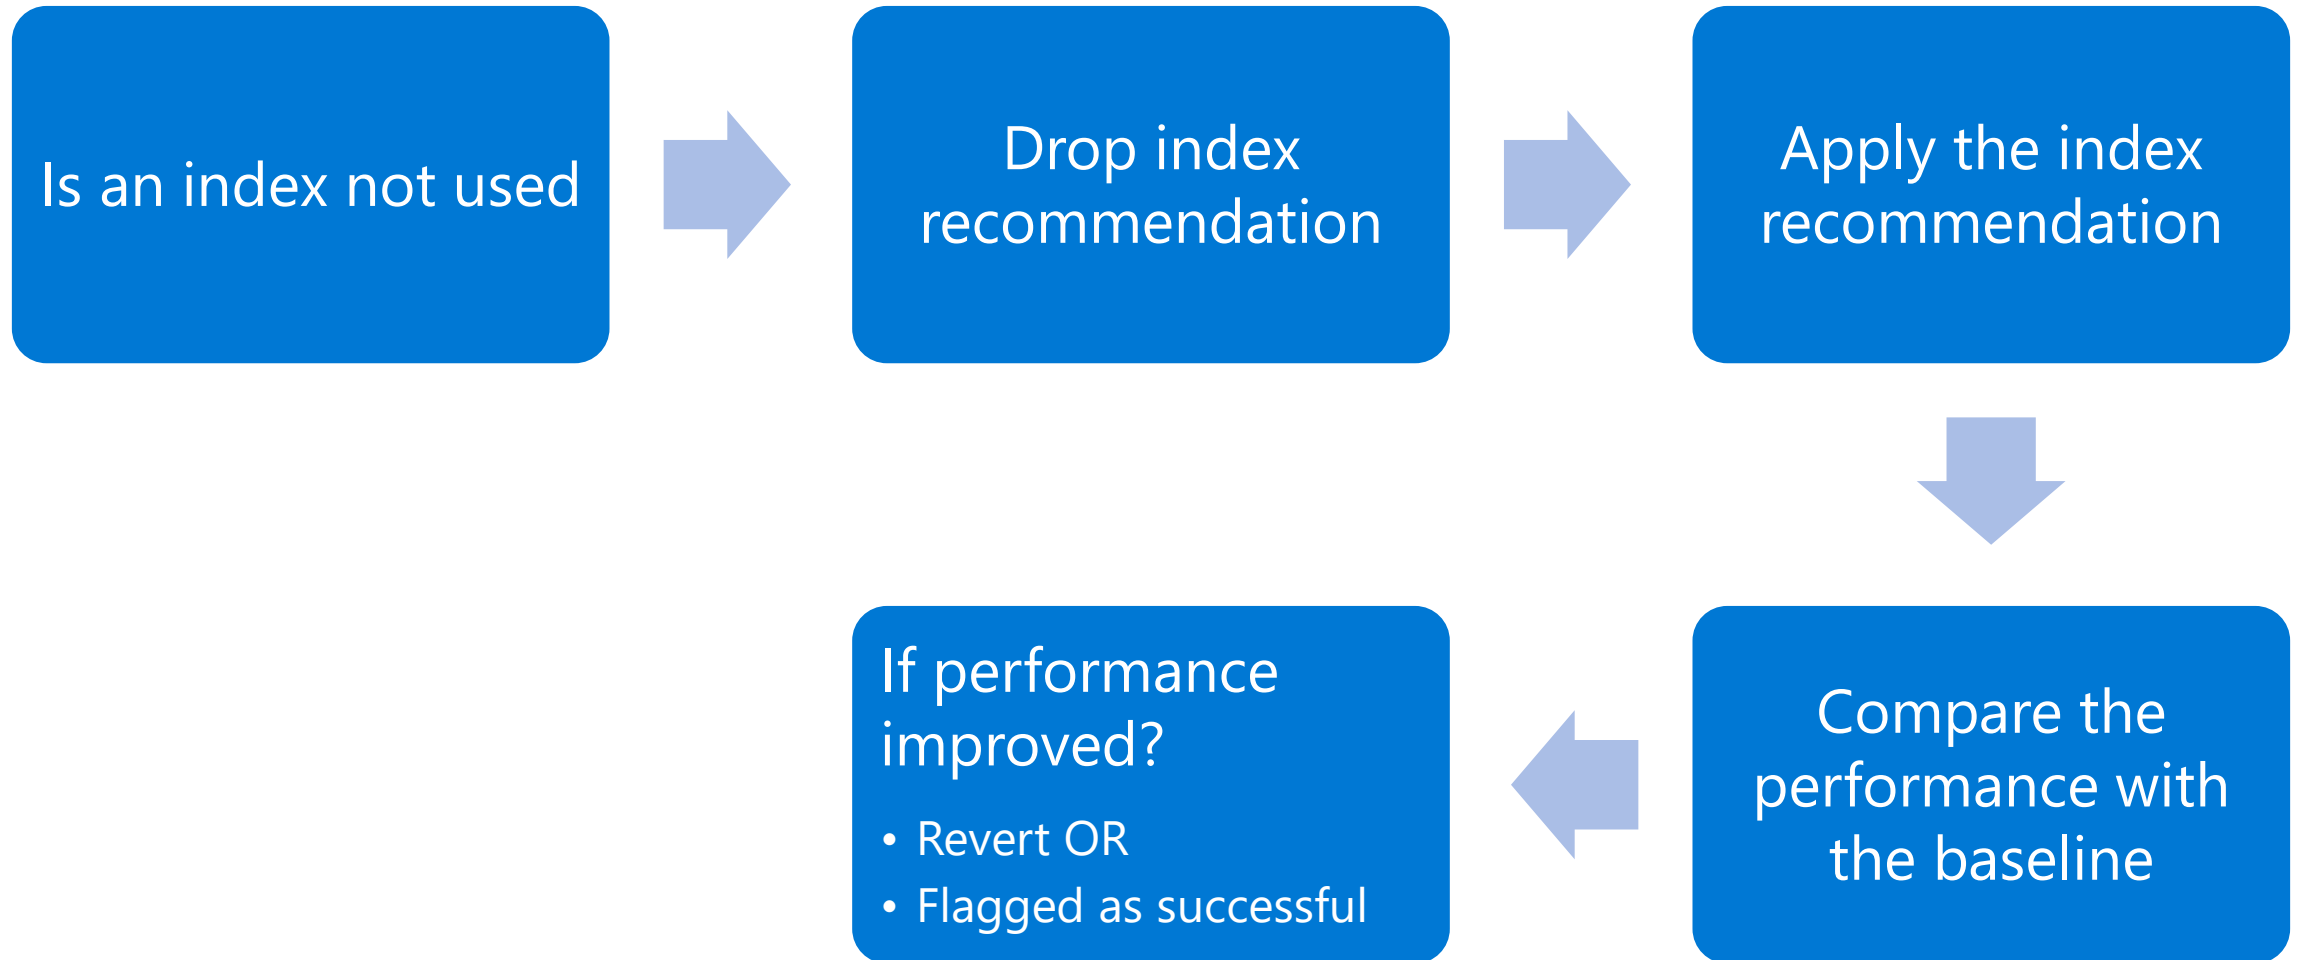 Is an index not used
Drop index
recommendation
Apply the index
recommendation
Compare the
performance with
the baseline
If performance
improved?
• Revert OR
• Flagged as successful